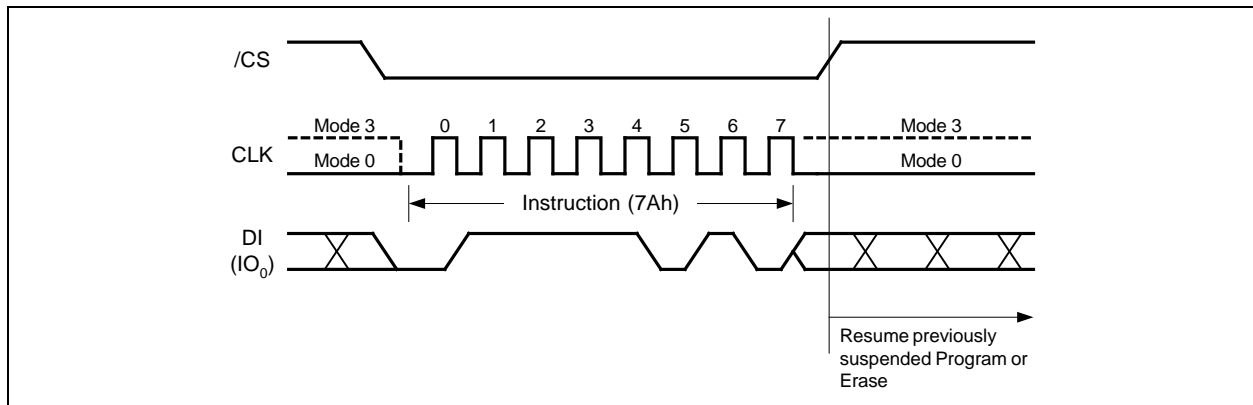 /CS
Mode 3
0 1 2 3 4 5 6 7
Mode 3
CLK
Mode 0
Mode 0
Instruction (7Ah)
DI
(IO₀)
Resume previously
suspended Program or
Erase